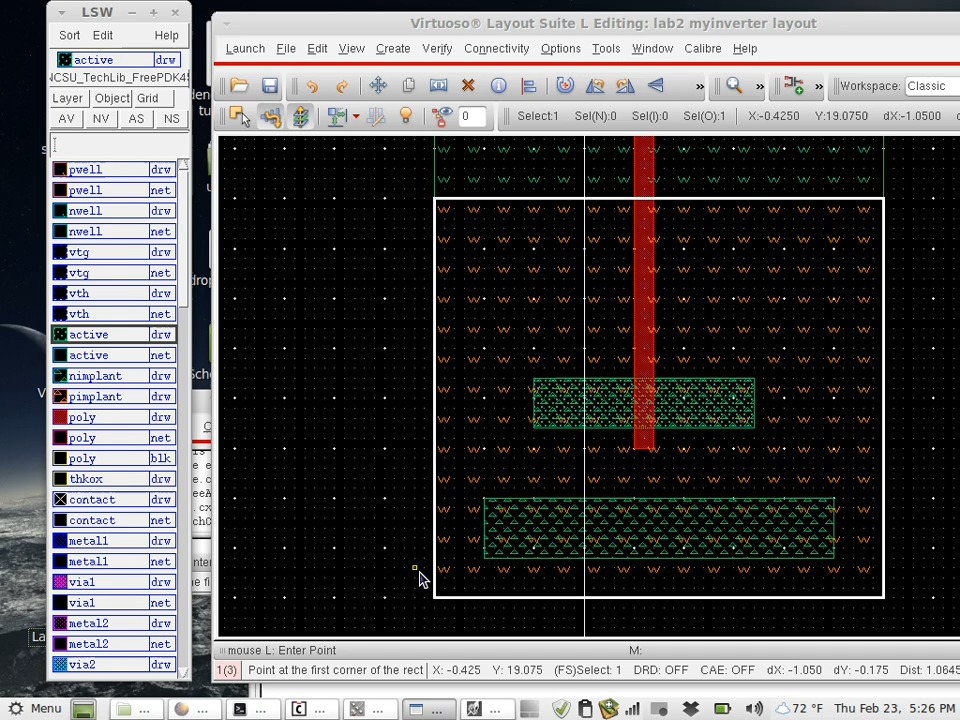 LSW
Sort Edit Help
active drw
NCSU_TechLib_FreePDK45
Layer Object Grid
AV NV AS NS
pwell drw
pwell net
nwell drw
nwell net
vtg drw
vtg net
vth drw
vth net
active drw
active net
nimplant drw
pimplant drw
poly drw
poly net
poly blk
thkox drw
contact drw
contact net
metal1 drw
metal1 net
via1 drw
via1 net
metal2 drw
metal2 net
via2 drw
Virtuoso® Layout Suite L Editing: lab2 myinverter layout
Launch File Edit View Create Verify Connectivity Options Tools Window Calibre Help
» » » Workspace: Classic
0 Select:1 Sel(N):0 Sel(I):0 Sel(O):1 X:-0.4250 Y:19.0750 dX:-1.0500
mouse L: Enter Point M:
1(3) Point at the first corner of the rect X: -0.425 Y: 19.075 (FS)Select: 1 DRD: OFF CAE: OFF dX: -1.050 dY: -0.175 Dist: 1.0645
Menu ... ... ... ... ... ... ... 72 °F Thu Feb 23, 5:26 PM